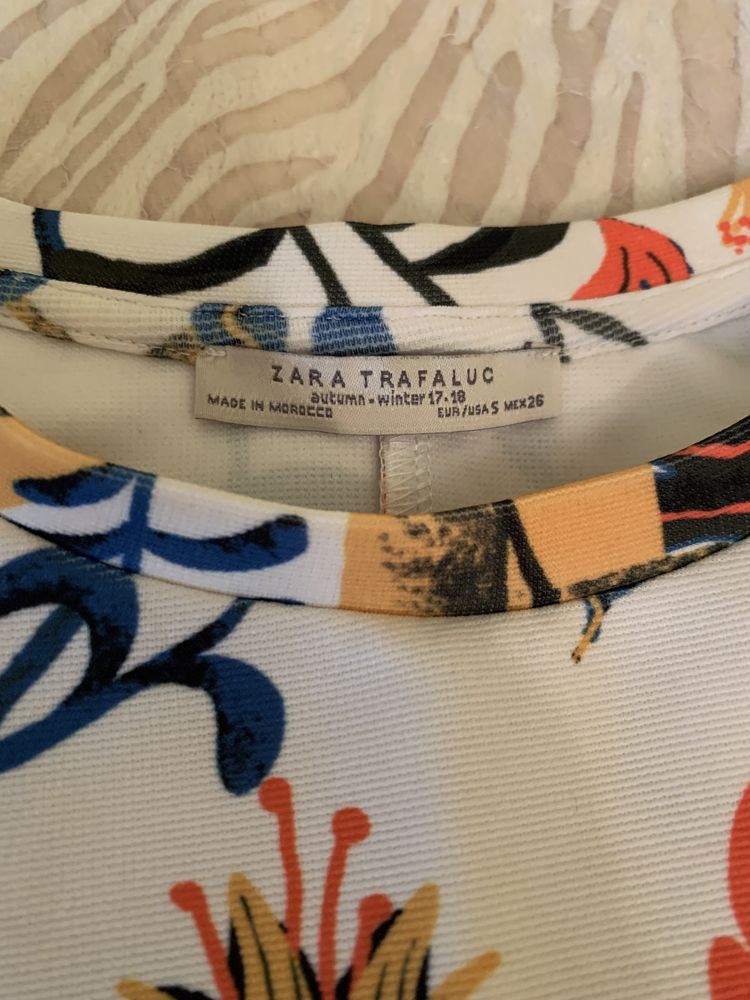 ZARA TRAFALUC
autumn - winter 17-18
MADE IN MOROCCO EUR/USA S MEX 26